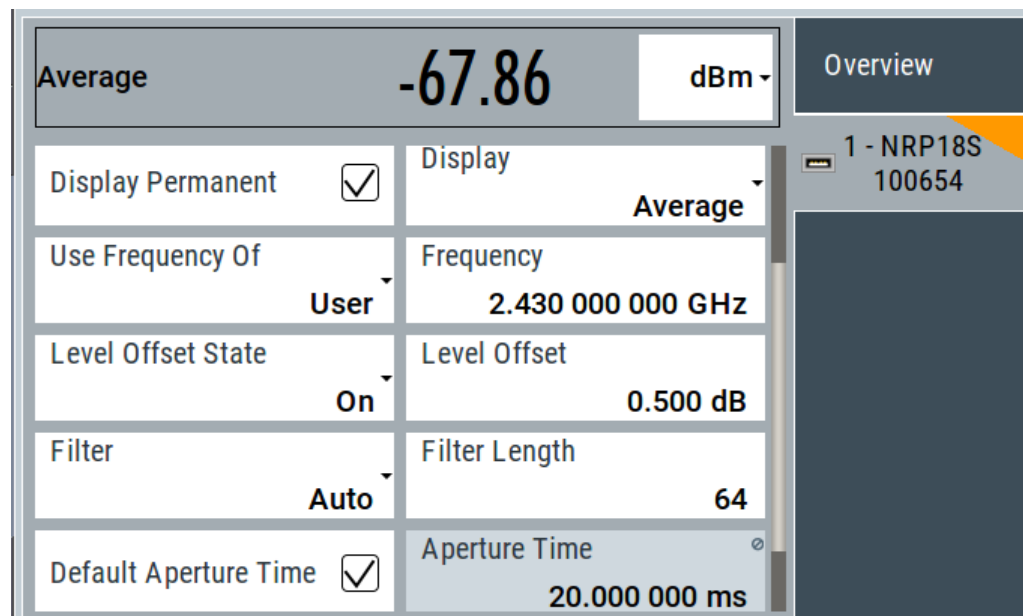 Average -67.86 dBm
Overview
1 - NRP18S
100654
Display Permanent
Display
Average
Use Frequency Of
User
Frequency
2.430 000 000 GHz
Level Offset State
On
Level Offset
0.500 dB
Filter
Auto
Filter Length
64
Default Aperture Time
Aperture Time
20.000 000 ms